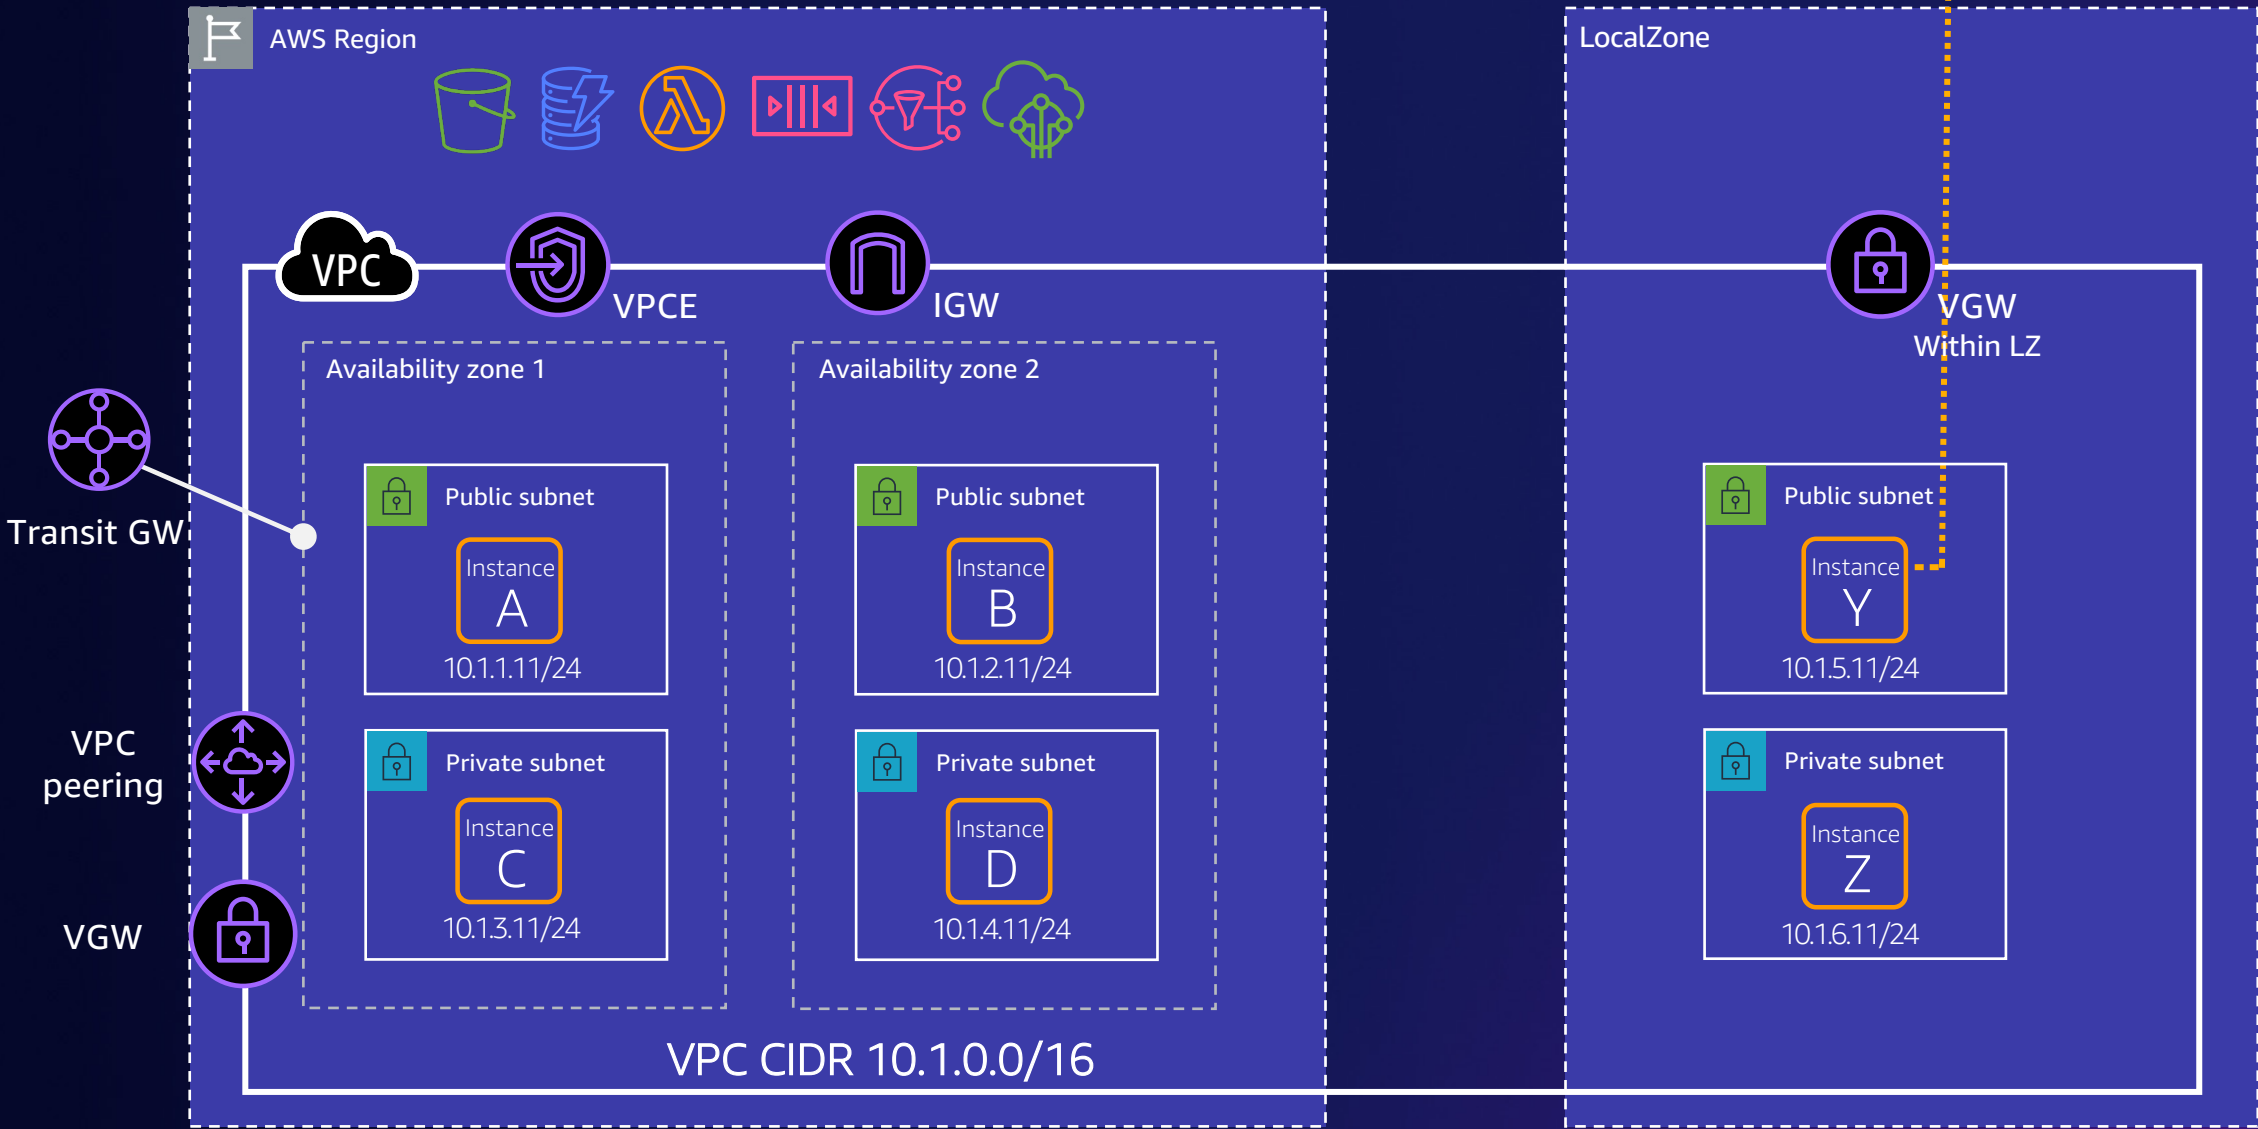 AWS Region
LocalZone
VPC
VPCE
IGW
VGW
Within LZ
Availability zone 1
Availability zone 2
Transit GW
Public subnet
Instance
A
10.1.1.11/24
Public subnet
Instance
B
10.1.2.11/24
Public subnet
Instance
Y
10.1.5.11/24
VPC
peering
Private subnet
Instance
C
10.1.3.11/24
Private subnet
Instance
D
10.1.4.11/24
Private subnet
Instance
Z
10.1.6.11/24
VGW
VPC CIDR 10.1.0.0/16